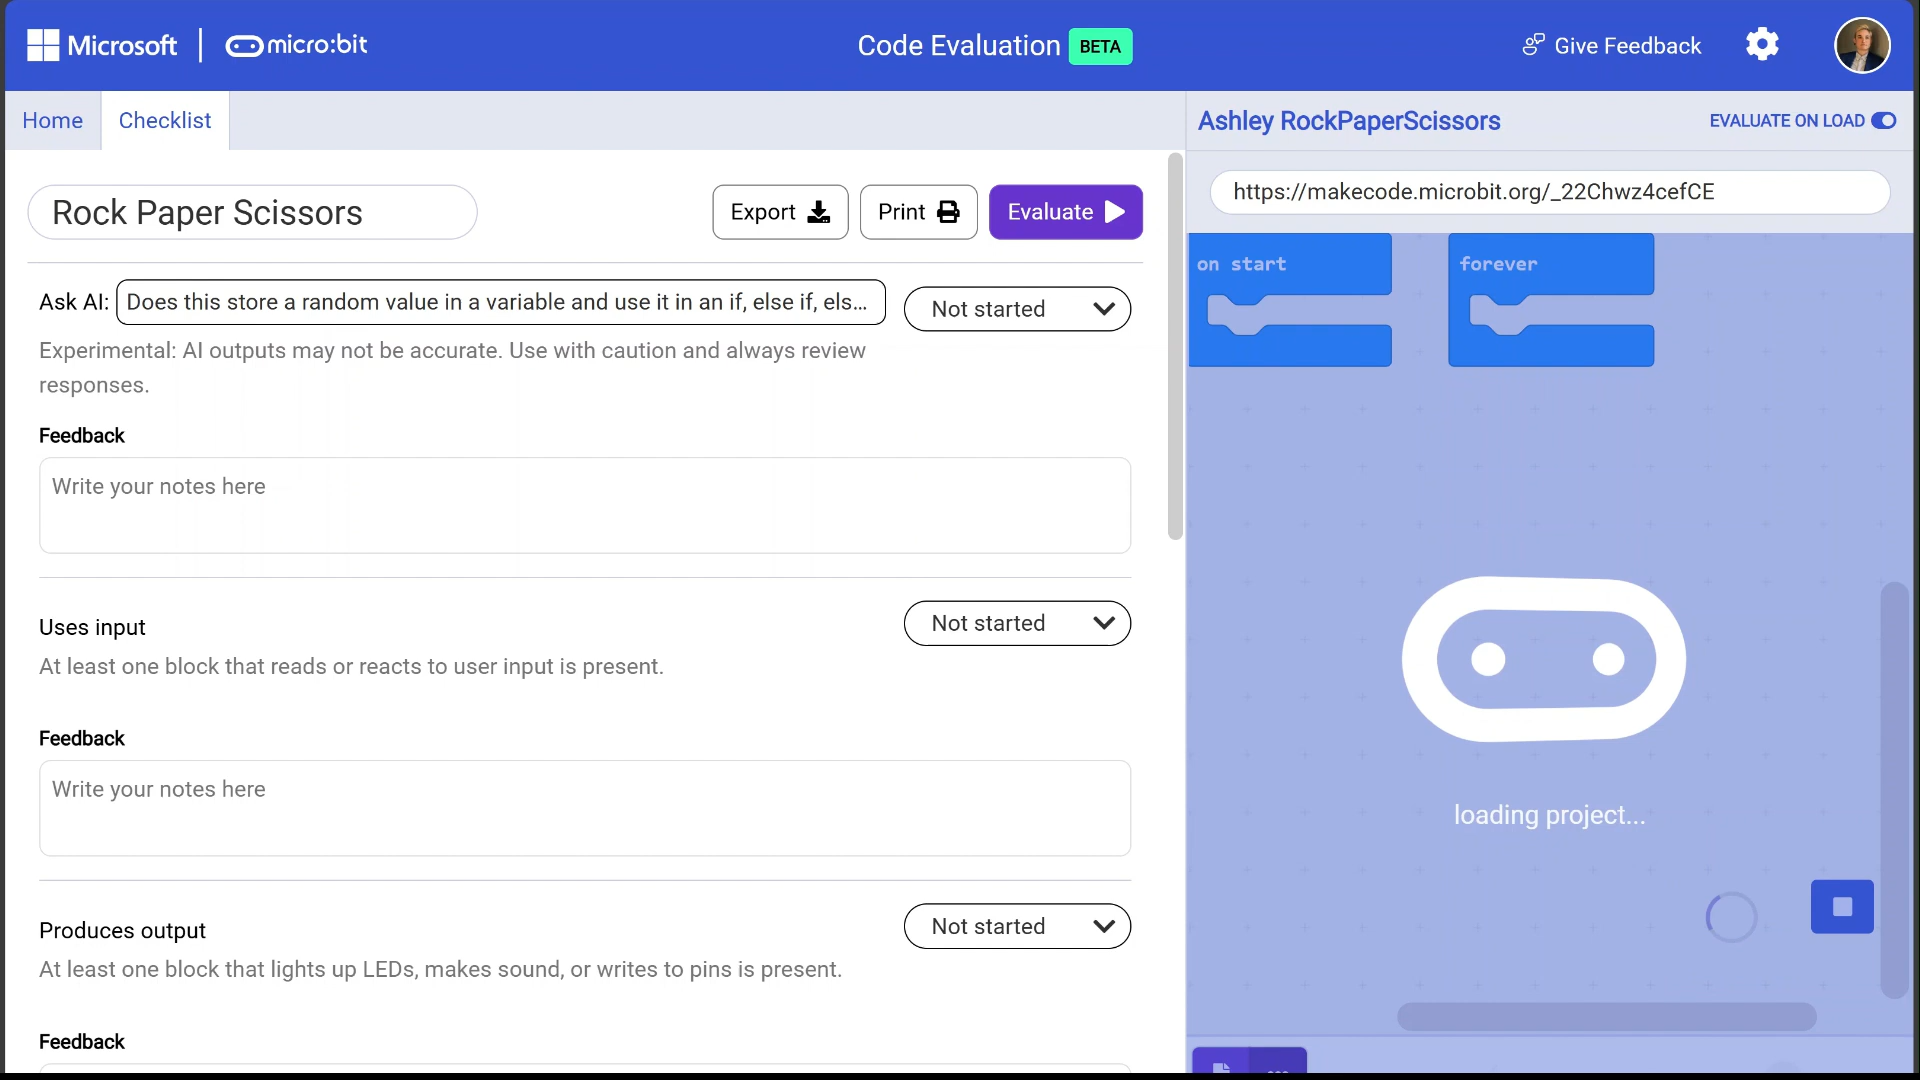 Microsoft | micro:bit
Code Evaluation BETA
Give Feedback
Home
Checklist
Rock Paper Scissors
Export
Print
Evaluate
Ask AI: Does this store a random value in a variable and use it in an if, else if, els...
Not started
Experimental: AI outputs may not be accurate. Use with caution and always review
responses.
Feedback
Write your notes here
Uses input
Not started
At least one block that reads or reacts to user input is present.
Feedback
Write your notes here
Produces output
Not started
At least one block that lights up LEDs, makes sound, or writes to pins is present.
Feedback
Ashley RockPaperScissors
EVALUATE ON LOAD
https://makecode.microbit.org/_22Chwz4cefCE
on start
forever
loading project...